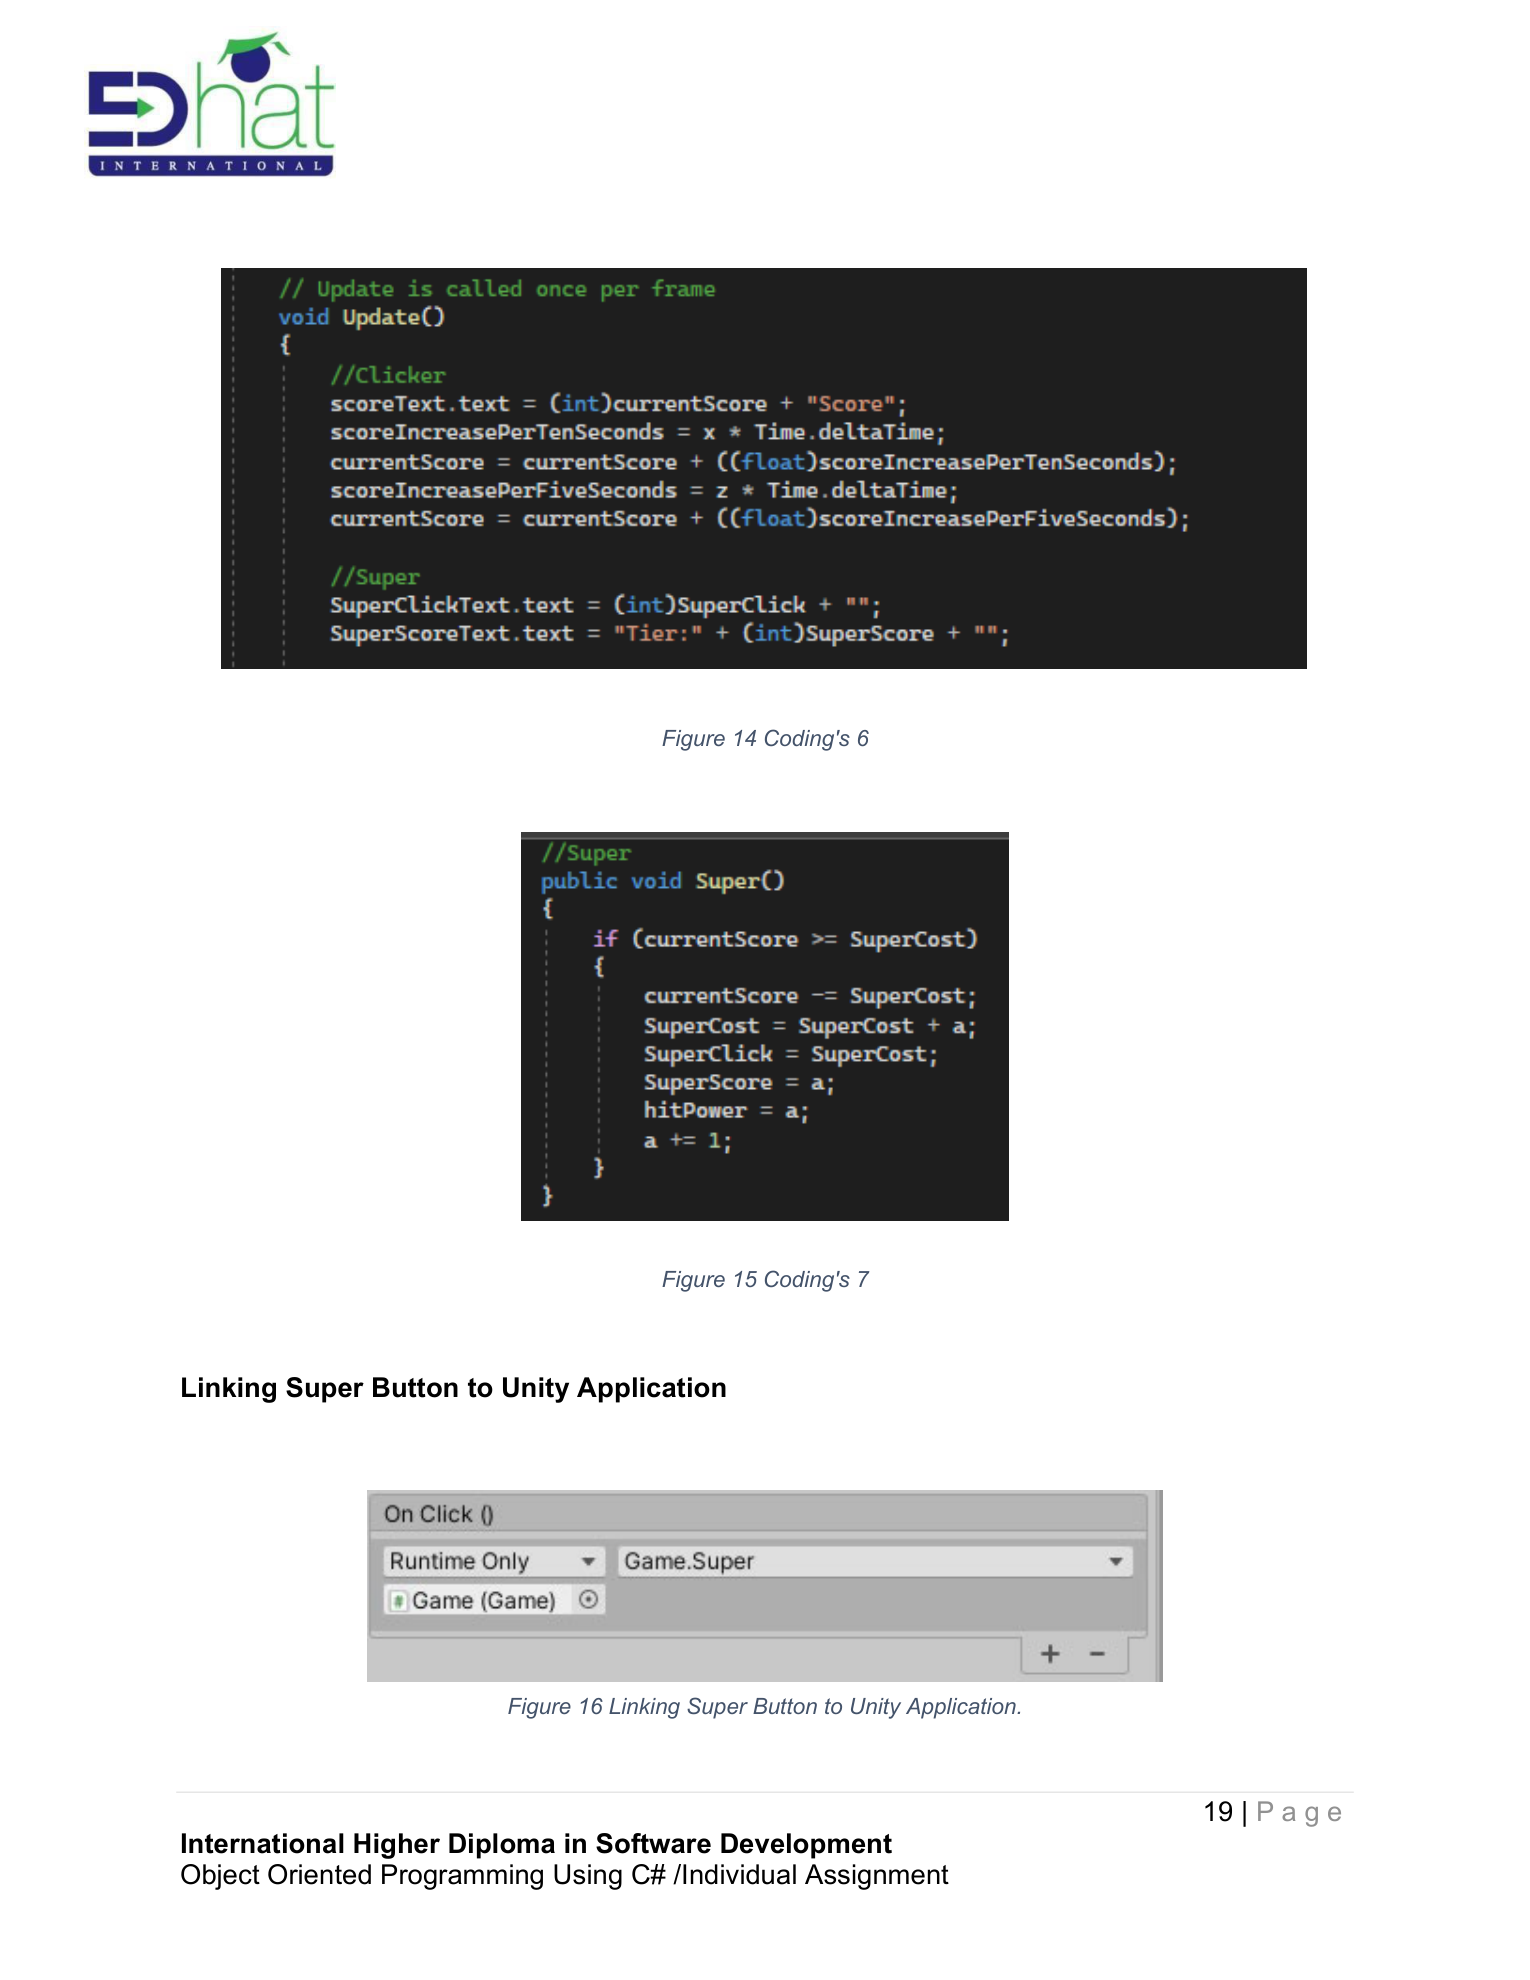 EDhat
INTERNATIONAL
// Update is called once per frame
void Update()
{
//Clicker
scoreText.text = (int)currentScore + "Score";
scoreIncreasePerTenSeconds = x * Time.deltaTime;
currentScore = currentScore + ((float)scoreIncreasePerTenSeconds);
scoreIncreasePerFiveSeconds = z * Time.deltaTime;
currentScore = currentScore + ((float)scoreIncreasePerFiveSeconds);
//Super
SuperClickText.text = (int)SuperClick + "";
SuperScoreText.text = "Tier:" + (int)SuperScore + "";
Figure 14 Coding's 6
//Super
public void Super()
{
if (currentScore >= SuperCost)
{
currentScore -= SuperCost;
SuperCost = SuperCost + a;
SuperClick = SuperCost;
SuperScore = a;
hitPower = a;
a += 1;
}
}
Figure 15 Coding's 7
Linking Super Button to Unity Application
On Click ()
Runtime Only Game.Super
# Game (Game)
+ -
Figure 16 Linking Super Button to Unity Application.
19 | Page
International Higher Diploma in Software Development
Object Oriented Programming Using C# /Individual Assignment